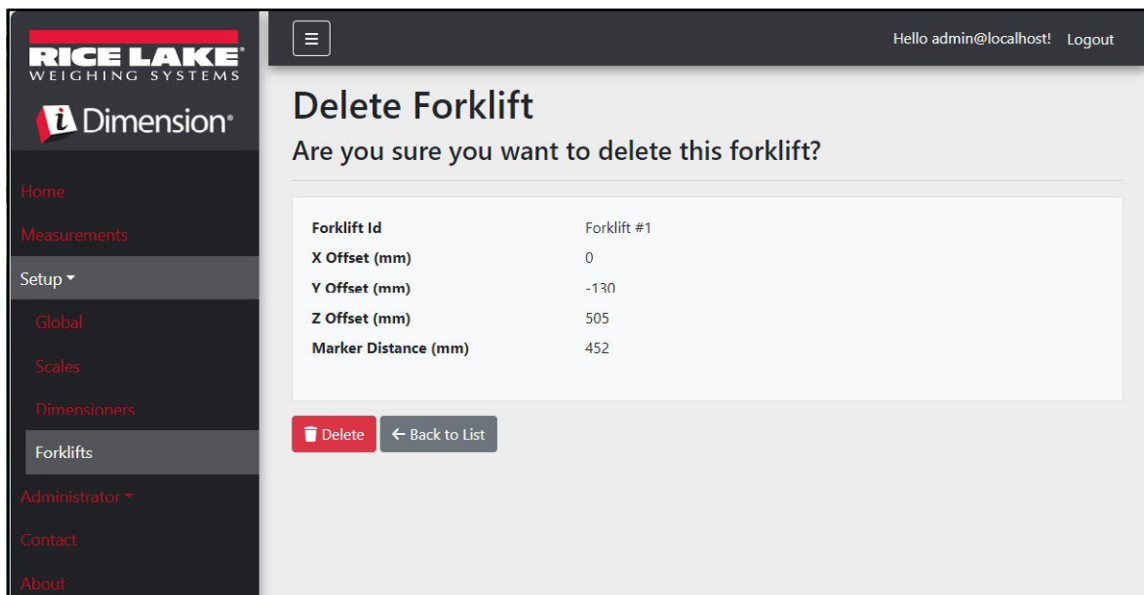 RICE LAKE®
WEIGHING SYSTEMS
i Dimension®
Home
Measurements
Setup
Global
Scales
Dimensioners
Forklifts
Administrator
Contact
About
Hello admin@localhost! Logout
Delete Forklift
Are you sure you want to delete this forklift?
Forklift Id Forklift #1
X Offset (mm) 0
Y Offset (mm) -130
Z Offset (mm) 505
Marker Distance (mm) 452
Delete ← Back to List